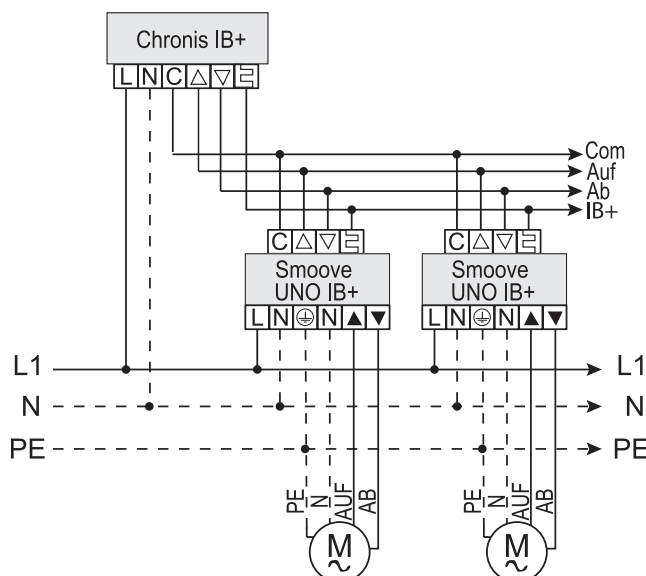 Chronis IB+
L N C △ ▽
Com
Auf
Ab
IB+
C △ ▽
C △ ▽
Smoove
UNO IB+
Smoove
UNO IB+
L N N ▲ ▼
L N N ▲ ▼
L1 L1
N N
PE PE
PE N AUF AB
PE N AUF AB
M
~
M
~